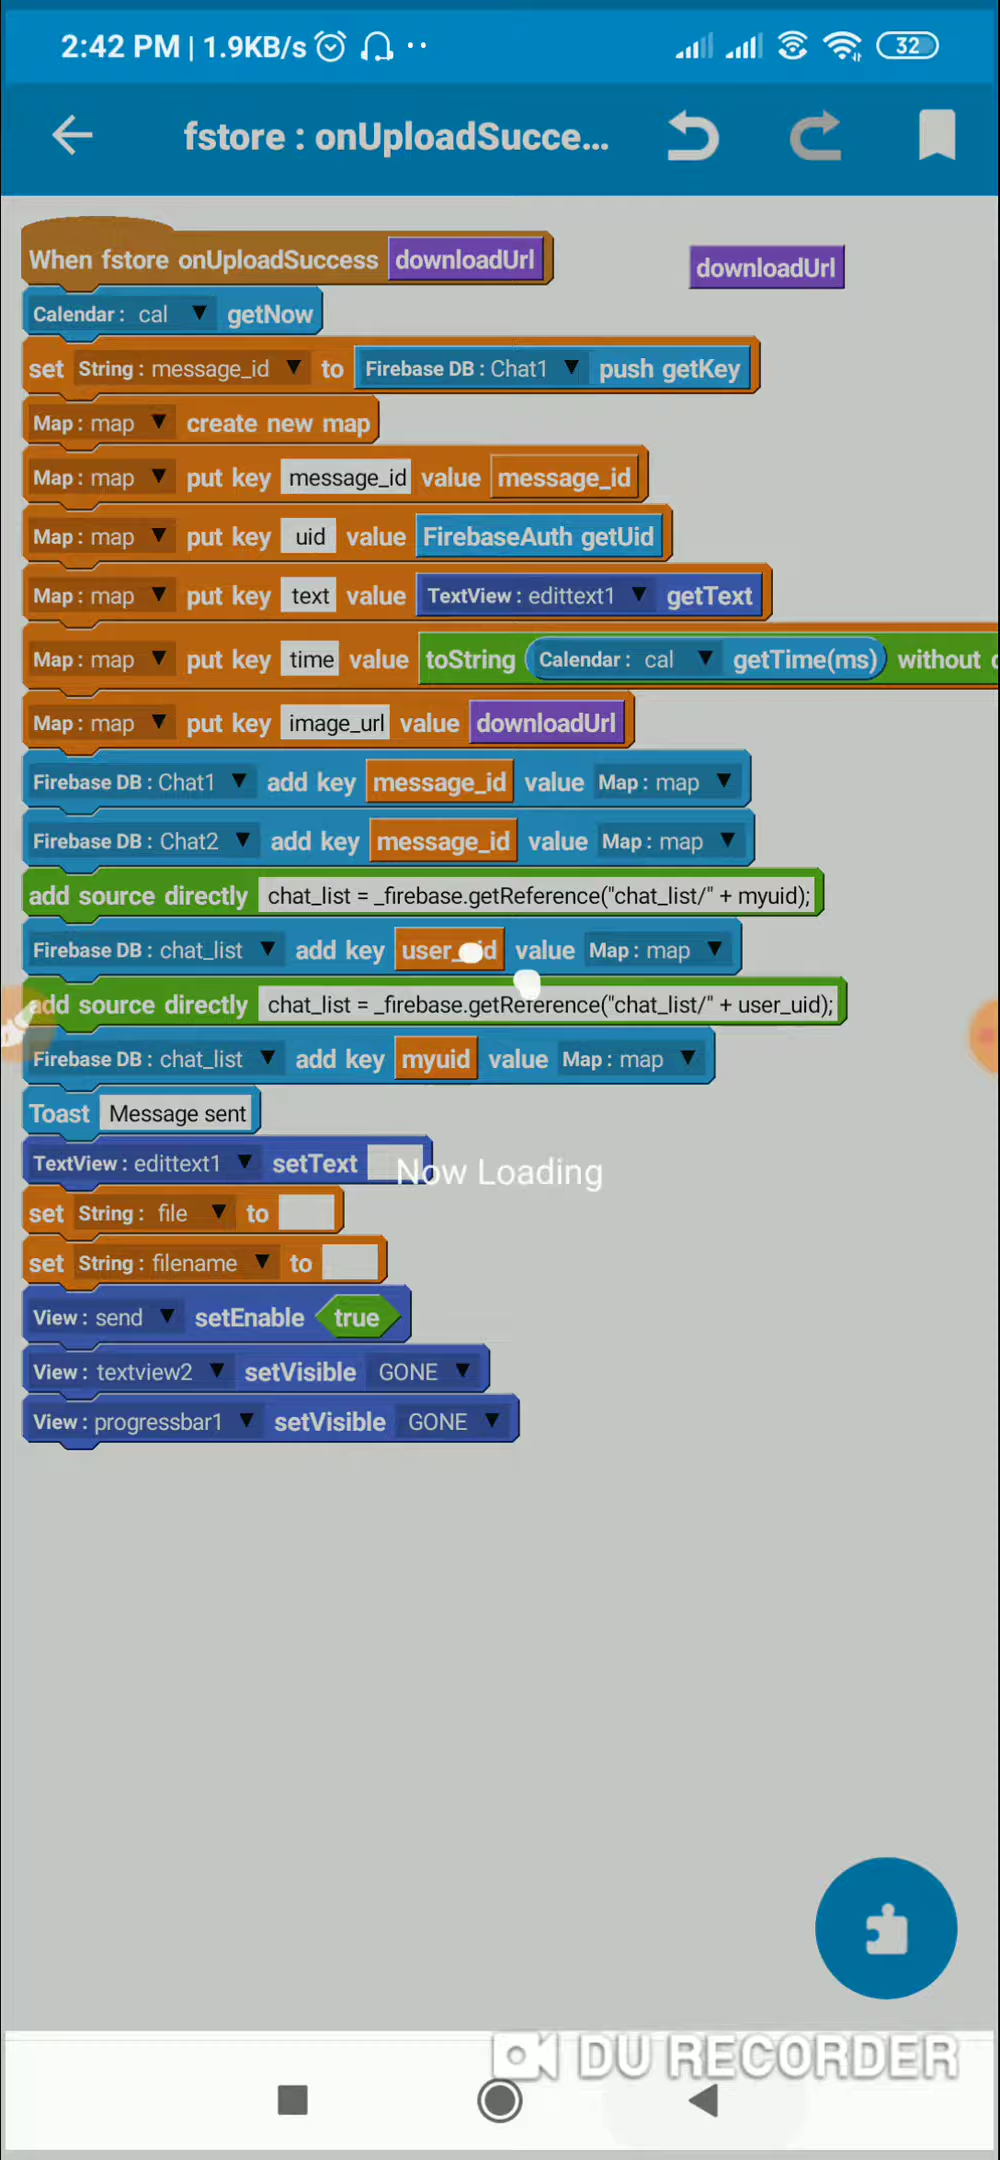 2:42 PM | 1.9KB/s 32
fstore : onUploadSucce...
When fstore onUploadSuccess downloadUrl
downloadUrl
Calendar : cal getNow
set String : message_id to Firebase DB : Chat1 push getKey
Map : map create new map
Map : map put key message_id value message_id
Map : map put key uid value FirebaseAuth getUid
Map : map put key text value TextView : edittext1 getText
Map : map put key time value toString Calendar : cal getTime(ms) without
Map : map put key image_url value downloadUrl
Firebase DB : Chat1 add key message_id value Map : map
Firebase DB : Chat2 add key message_id value Map : map
add source directly chat_list = _firebase.getReference("chat_list/" + myuid);
Firebase DB : chat_list add key user_uid value Map : map
add source directly chat_list = _firebase.getReference("chat_list/" + user_uid);
Firebase DB : chat_list add key myuid value Map : map
Toast Message sent
TextView : edittext1 setText
Now Loading
set String : file to
set String : filename to
View : send setEnable true
View : textview2 setVisible GONE
View : progressbar1 setVisible GONE
DU RECORDER